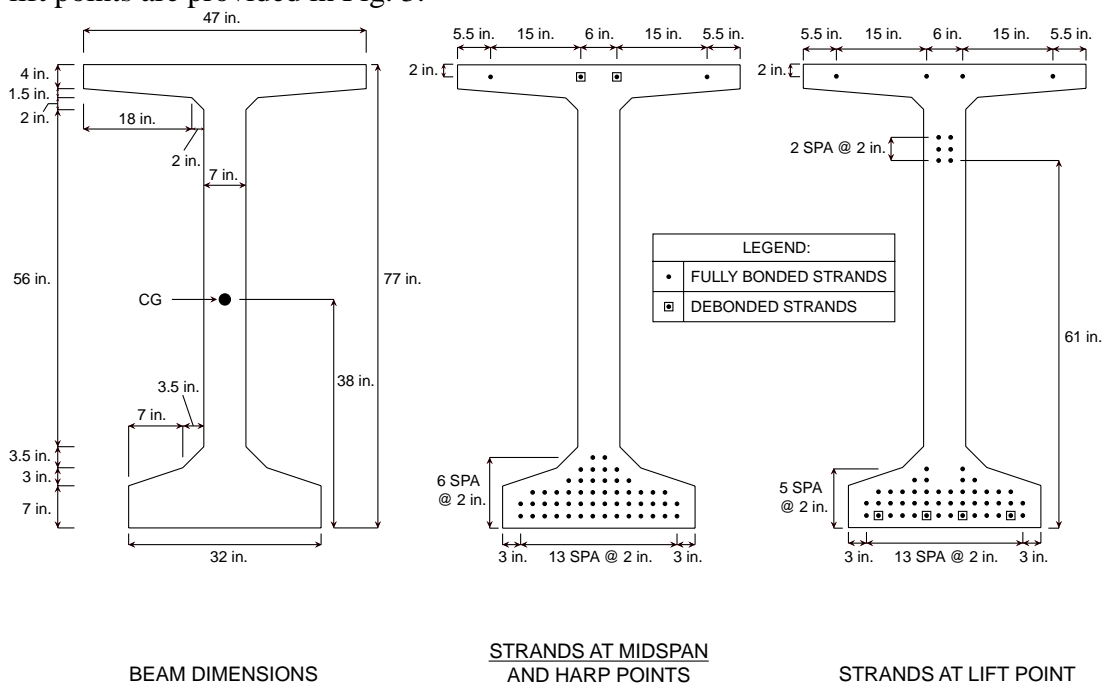 lift points are provided in Fig. 3.
47 in.
4 in.
1.5 in.
2 in.
18 in.
2 in.
7 in.
56 in.
77 in.
CG
38 in.
3.5 in.
7 in.
3.5 in.
3 in.
7 in.
32 in.
BEAM DIMENSIONS
5.5 in.
15 in.
6 in.
15 in.
5.5 in.
2 in.
LEGEND:
FULLY BONDED STRANDS
DEBONDED STRANDS
6 SPA
@ 2 in.
3 in.
13 SPA @ 2 in.
3 in.
STRANDS AT MIDSPAN
AND HARP POINTS
5.5 in.
15 in.
6 in.
15 in.
5.5 in.
2 in.
2 SPA @ 2 in.
61 in.
5 SPA
@ 2 in.
3 in.
13 SPA @ 2 in.
3 in.
STRANDS AT LIFT POINT